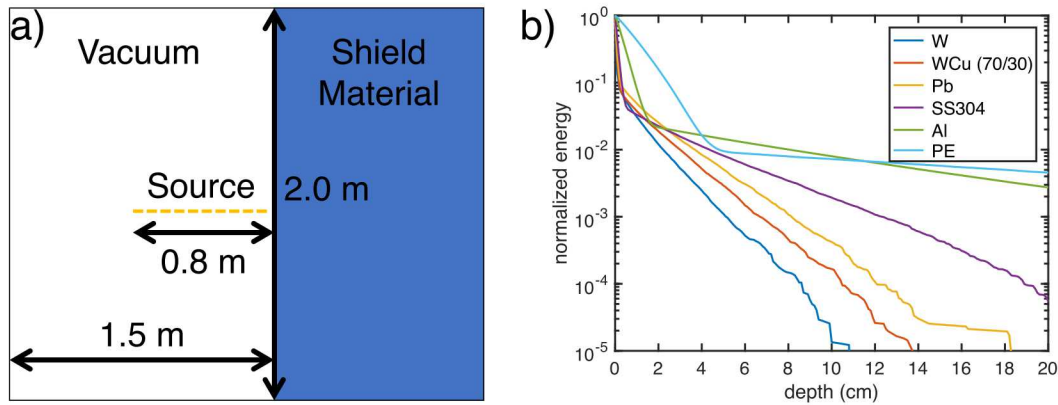 a)
Vacuum
Shield
Material
Source
2.0 m
0.8 m
1.5 m
b)
normalized energy
10^0
10^-1
10^-2
10^-3
10^-4
10^-5
0 2 4 6 8 10 12 14 16 18 20
depth (cm)
W
WCu (70/30)
Pb
SS304
Al
PE